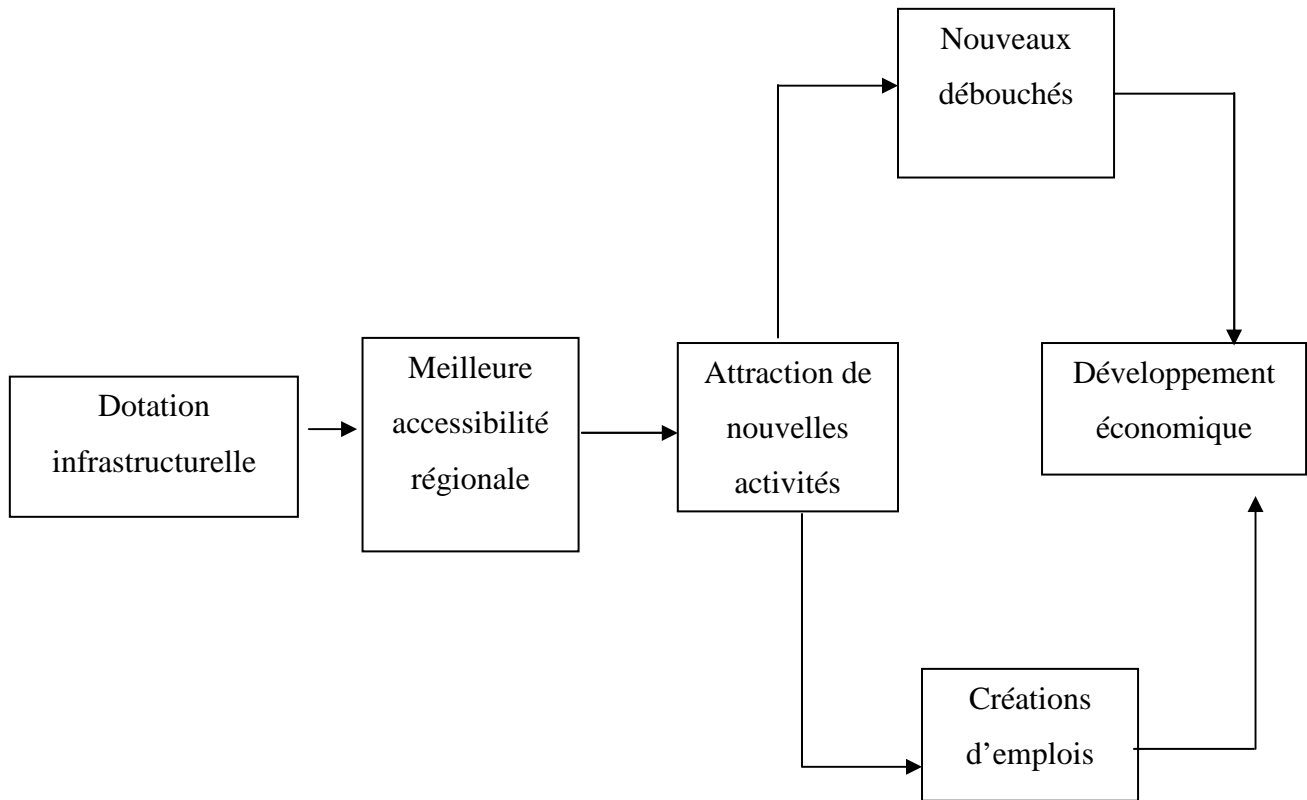 Nouveaux
débouchés
Dotation
infrastructurelle
Meilleure
accessibilité
régionale
Attraction de
nouvelles
activités
Développement
économique
Créations
d’emplois